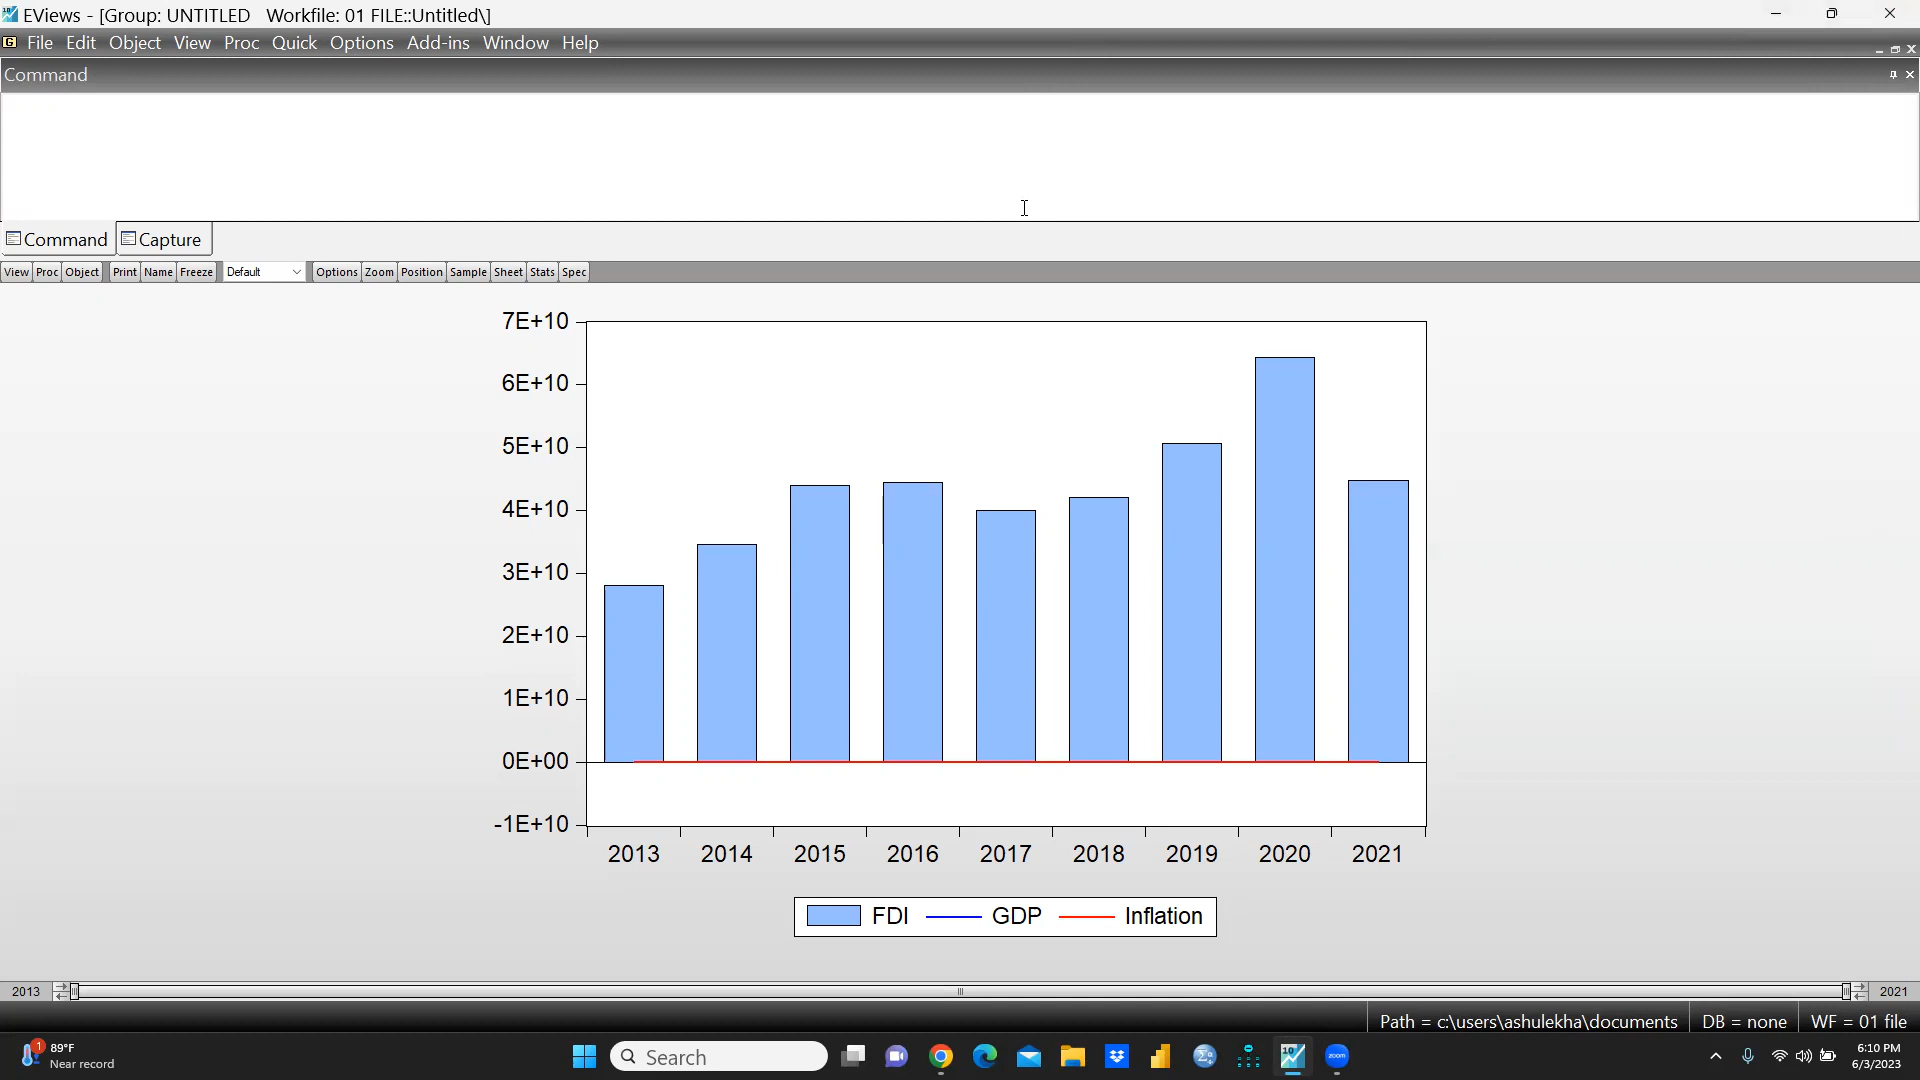 EViews - [Group: UNTITLED   Workfile: 01 FILE::Untitled\]
File Edit Object View Proc Quick Options Add-ins Window Help
Command
Command Capture
View Proc Object Print Name Freeze Default Options Zoom Position Sample Sheet Stats Spec
7E+10
6E+10
5E+10
4E+10
3E+10
2E+10
1E+10
0E+00
-1E+10
2013 2014 2015 2016 2017 2018 2019 2020 2021
FDI GDP Inflation
2013 2021
Path = c:\users\ashulekha\documents DB = none WF = 01 file
1 89°F
Near record
Search
10
zoom
6:10 PM
6/3/2023